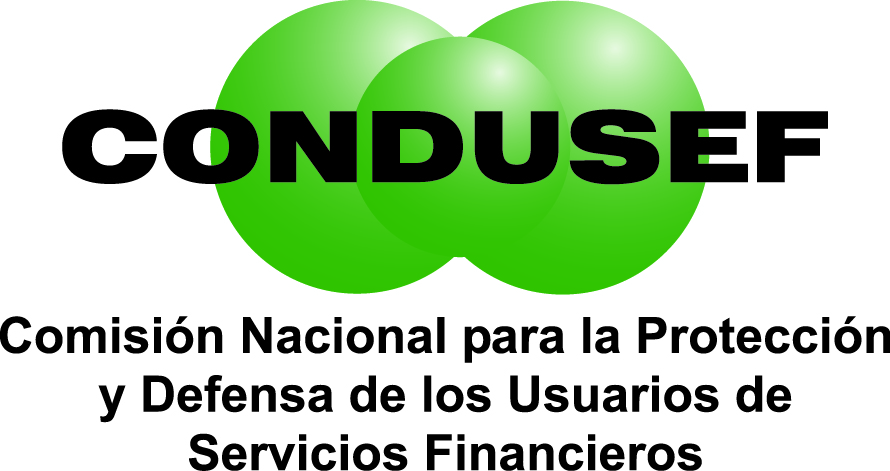 CONDUSEF
Comisión Nacional para la Protección
y Defensa de los Usuarios de
Servicios Financieros